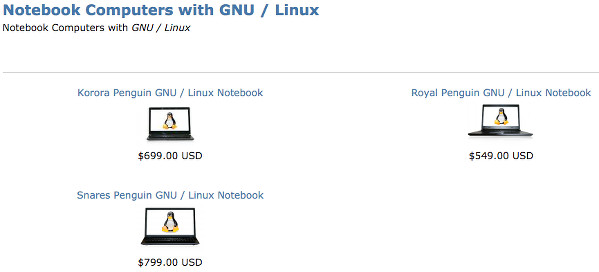 Notebook Computers with GNU / Linux
Notebook Computers with GNU / Linux
Korora Penguin GNU / Linux Notebook
$699.00 USD
Royal Penguin GNU / Linux Notebook
$549.00 USD
Snares Penguin GNU / Linux Notebook
$799.00 USD